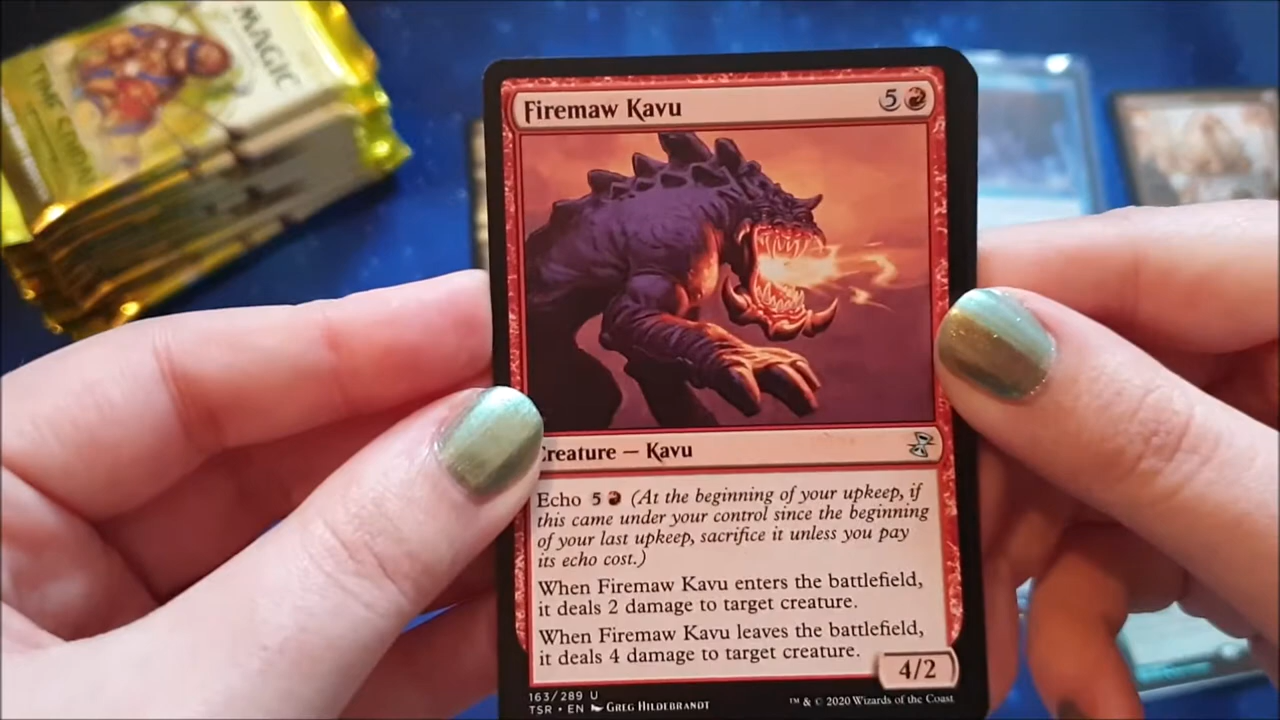 MAGIC
TIME SPIRAL
Firemaw Kavu 5
Creature — Kavu
Echo 5 (At the beginning of your upkeep, if
this came under your control since the beginning
of your last upkeep, sacrifice it unless you pay
its echo cost.)
When Firemaw Kavu enters the battlefield,
it deals 2 damage to target creature.
When Firemaw Kavu leaves the battlefield,
it deals 4 damage to target creature.
4/2
163/289 U
TSR • EN Greg Hildebrandt
™ & © 2020 Wizards of the Coast